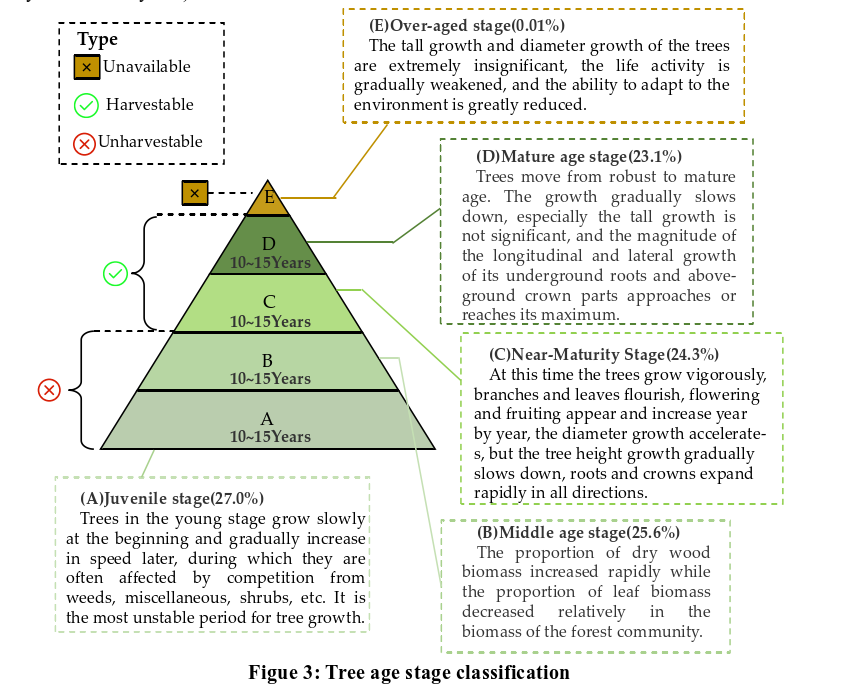 Type
Unavailable
Harvestable
Unharvestable
(E)Over-aged stage(0.01%)
The tall growth and diameter growth of the trees
are extremely insignificant, the life activity is
gradually weakened, and the ability to adapt to the
environment is greatly reduced.
(D)Mature age stage(23.1%)
Trees move from robust to mature
age. The growth gradually slows
down, especially the tall growth is
not significant, and the magnitude of
the longitudinal and lateral growth
of its underground roots and above-
ground crown parts approaches or
reaches its maximum.
E
D
10~15Years
C
10~15Years
B
10~15Years
A
10~15Years
(C)Near-Maturity Stage(24.3%)
At this time the trees grow vigorously,
branches and leaves flourish, flowering
and fruiting appear and increase year
by year, the diameter growth accelerate-
s, but the tree height growth gradually
slows down, roots and crowns expand
rapidly in all directions.
(A)Juvenile stage(27.0%)
Trees in the young stage grow slowly
at the beginning and gradually increase
in speed later, during which they are
often affected by competition from
weeds, miscellaneous, shrubs, etc. It is
the most unstable period for tree growth.
(B)Middle age stage(25.6%)
The proportion of dry wood
biomass increased rapidly while
the proportion of leaf biomass
decreased relatively in the
biomass of the forest community.
Figue 3: Tree age stage classification